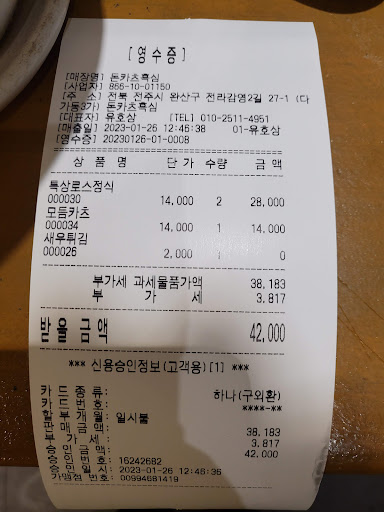 [영수증]
[매장명] 돈카츠흑심
[사업자] 866-10-01150
[주   소] 전북 전주시 완산구 전라감영2길 27-1 (다
가동3가) 돈카츠흑심
[대표자] 유호상 [TEL] 010-2511-4951
[매출일] 2023-01-26 12:46:38 01-유호상
[영수증] 20230126-01-0008
상 품 명 단 가 수량 금 액
특상로스정식
000030 14,000 2 28,000
모듬카츠
000034 14,000 1 14,000
새우튀김
000026 2,000 1 0
부가세 과세물품가액 38,183
부 가 세 3,817
받을 금액 42,000
*** 신용승인정보(고객용)[1] ***
카 드 종 류: 하나(구외환)
카 드 번 호: ****-**
할 부 개 월: 일시불
판 매 금 액: 38,183
부 가 세 : 3,817
승 인 금 액: 42,000
승 인 번 호: 16242682
승 인 일 시: 2023-01-26 12:46:35
가맹점 번호: 00994681419